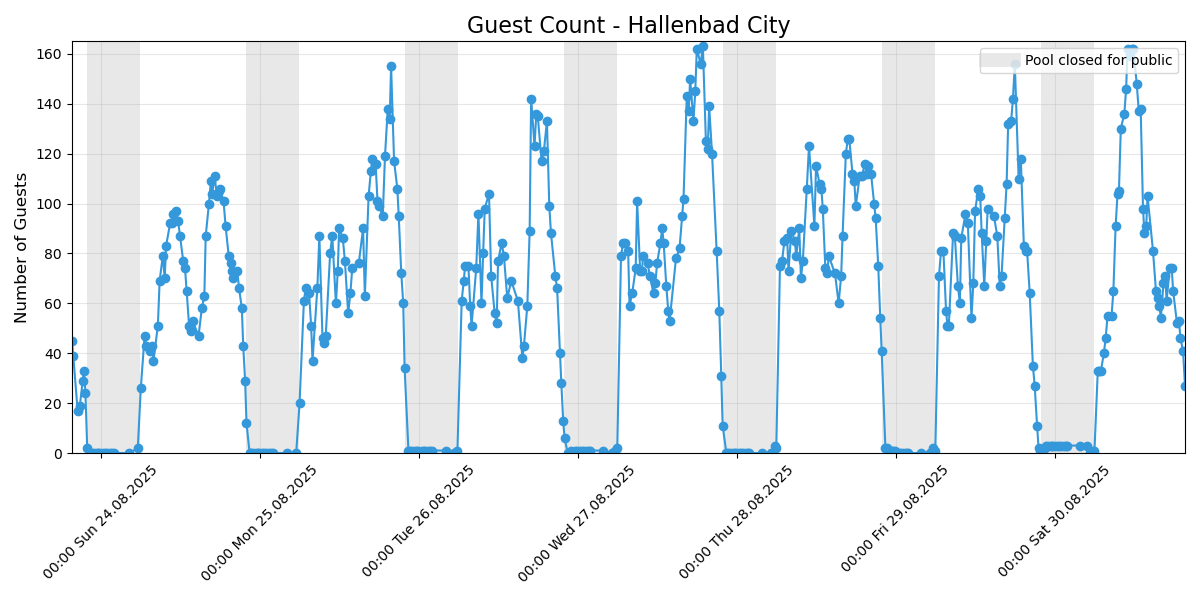 Guest Count - Hallenbad City
Number of Guests
160
140
120
100
80
60
40
20
0
Pool closed for public
00:00 Sun 24.08.2025
00:00 Mon 25.08.2025
00:00 Tue 26.08.2025
00:00 Wed 27.08.2025
00:00 Thu 28.08.2025
00:00 Fri 29.08.2025
00:00 Sat 30.08.2025